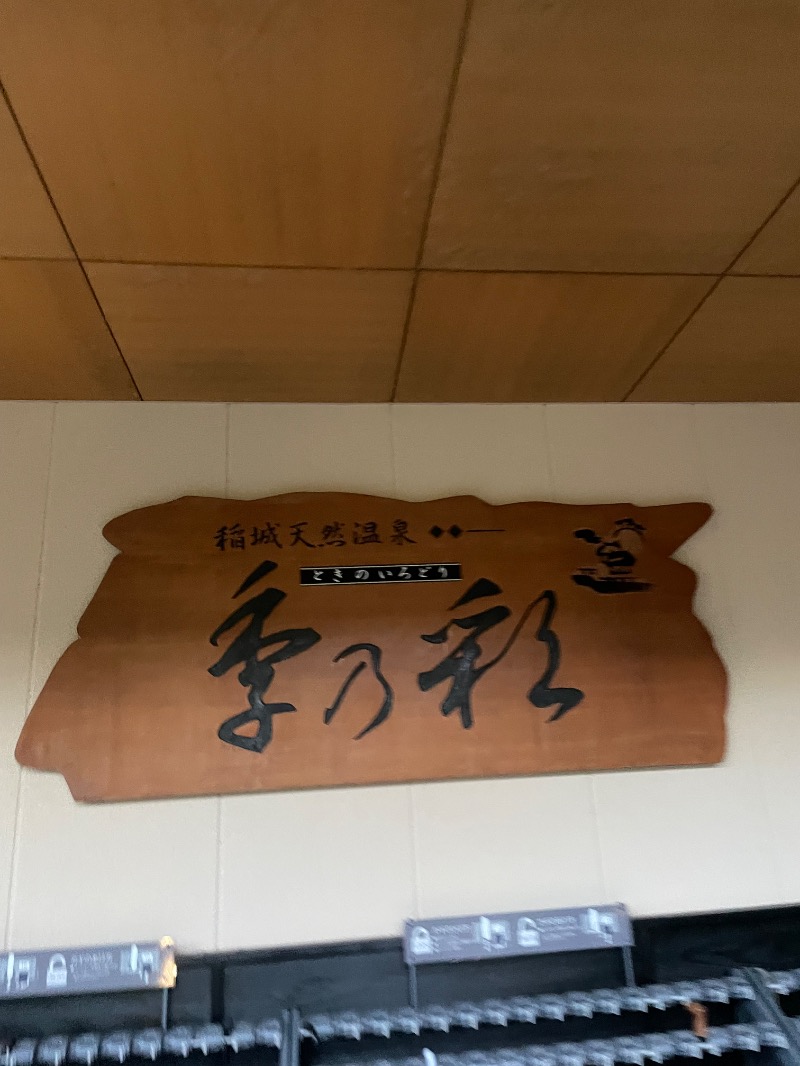 稲城天然温泉
ときのいろどり
季乃彩